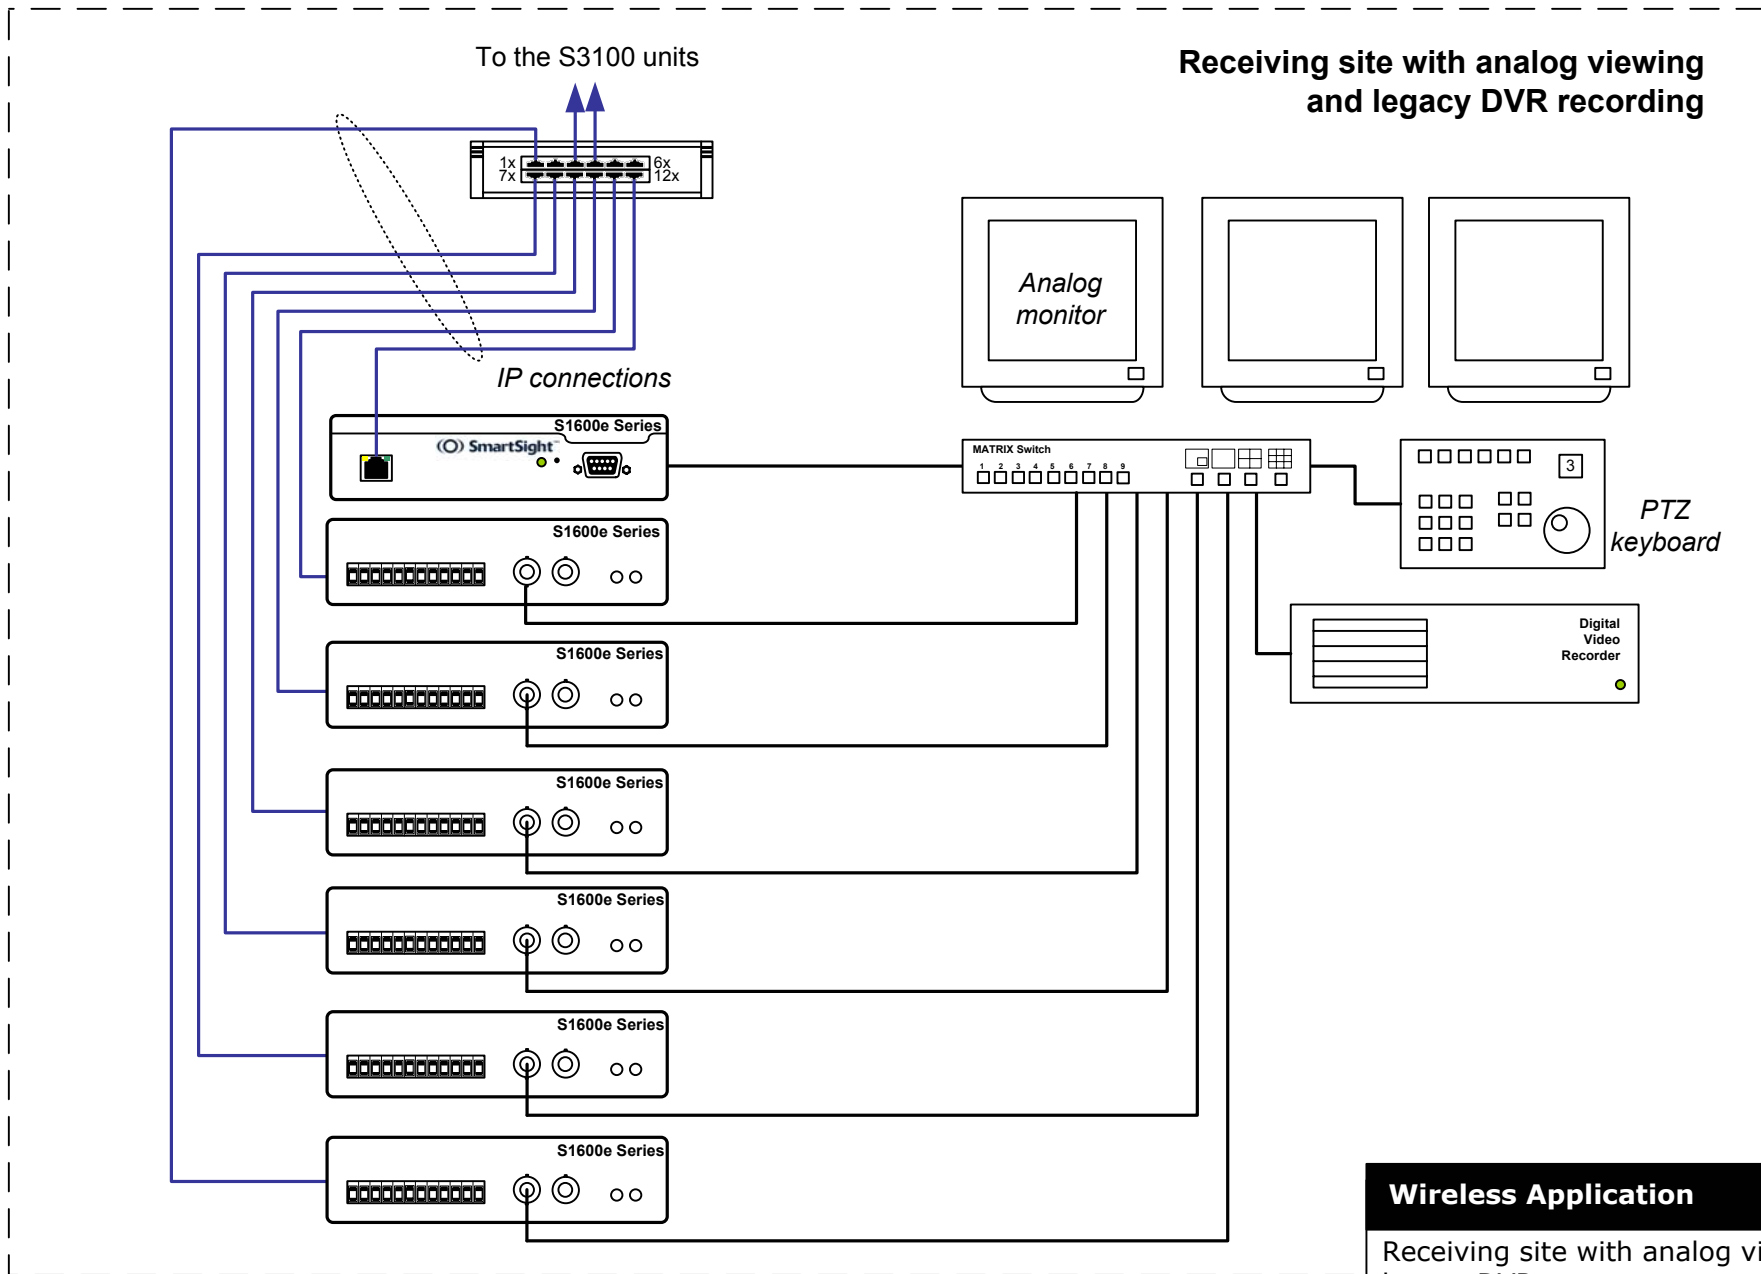 To the S3100 units
Receiving site with analog viewing
and legacy DVR recording
1x 6x
7x 12x
Analog
monitor
IP connections
S1600e Series
SmartSight™
MATRIX Switch
1 2 3 4 5 6 7 8 9
3
PTZ
keyboard
S1600e Series
Digital
Video
Recorder
S1600e Series
S1600e Series
S1600e Series
S1600e Series
S1600e Series
Wireless Application
Receiving site with analog